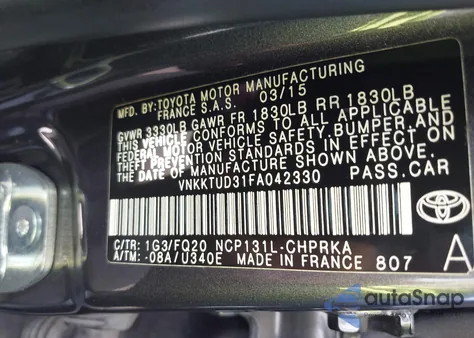 MFD.BY:TOYOTA MOTOR MANUFACTURING
FRANCE S.A.S. 03/15
GVWR 3330LB GAWR FR 1830LB RR 1830LB
THIS VEHICLE CONFORMS TO ALL APPLICABLE
FEDERAL MOTOR VEHICLE SAFETY,BUMPER,AND
THEFT PREVENTION STANDARDS IN EFFECT ON
THE DATE OF MANUFACTURE SHOWN ABOVE.
VNKKTUD31FA042330 PASS.CAR
TOYOTA
C/TR: 1G3/FQ20 NCP131L-CHPRKA A
A/TM: -08A/U340E MADE IN FRANCE 807
autoSnap